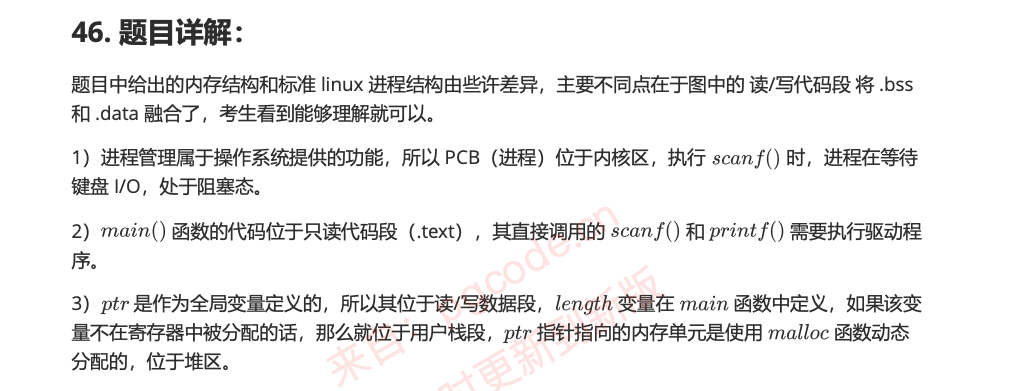 46. 题目详解：
题目中给出的内存结构和标准 linux 进程结构由些许差异，主要不同点在于图中的 读/写代码段 将 .bss
和 .data 融合了，考生看到能够理解就可以。
1）进程管理属于操作系统提供的功能，所以 PCB（进程）位于内核区，执行 scanf() 时，进程在等待
键盘 I/O，处于阻塞态。
2）main() 函数的代码位于只读代码段（.text），其直接调用的 scanf() 和 printf() 需要执行驱动程
序。
3）ptr 是作为全局变量定义的，所以其位于读/写数据段，length 变量在 main 函数中定义，如果该变
量不在寄存器中被分配的话，那么就位于用户栈段，ptr 指针指向的内存单元是使用 malloc 函数动态
分配的，位于堆区。
来自：pgcode.cn
时更新到新版